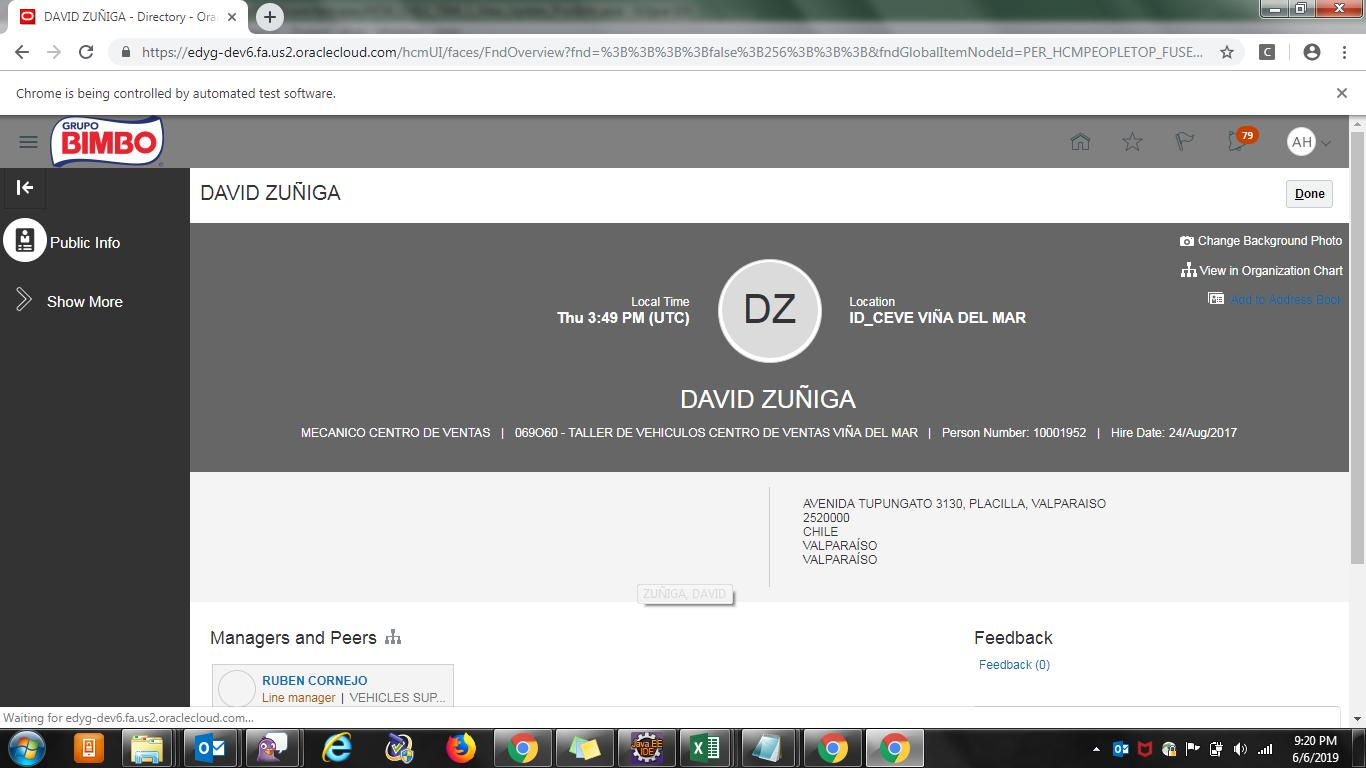 DAVID ZUÑIGA - Directory - Ora
https://edyg-dev6.fa.us2.oraclecloud.com/hcmUI/faces/FndOverview?fnd=%3B%3B%3B%3Bfalse%3B256%3B%3B%3B&fndGlobalItemNodeId=PER_HCMPEOPLETOP_FUSE...
C
Chrome is being controlled by automated test software.
GRUPO
BIMBO
79
AH
DAVID ZUÑIGA
Done
Public Info
Show More
Change Background Photo
View in Organization Chart
Add to Address Book
Local Time
Thu 3:49 PM (UTC)
DZ
Location
ID_CEVE VIÑA DEL MAR
DAVID ZUÑIGA
MECANICO CENTRO DE VENTAS | 069O60 - TALLER DE VEHICULOS CENTRO DE VENTAS VIÑA DEL MAR | Person Number: 10001952 | Hire Date: 24/Aug/2017
AVENIDA TUPUNGATO 3130, PLACILLA, VALPARAISO
2520000
CHILE
VALPARAÍSO
VALPARAÍSO
ZUÑIGA, DAVID
Managers and Peers
Feedback
Feedback (0)
RUBEN CORNEJO
Line manager | VEHICLES SUP...
Waiting for edyg-dev6.fa.us2.oraclecloud.com...
Java EE
IDE
9:20 PM
6/6/2019